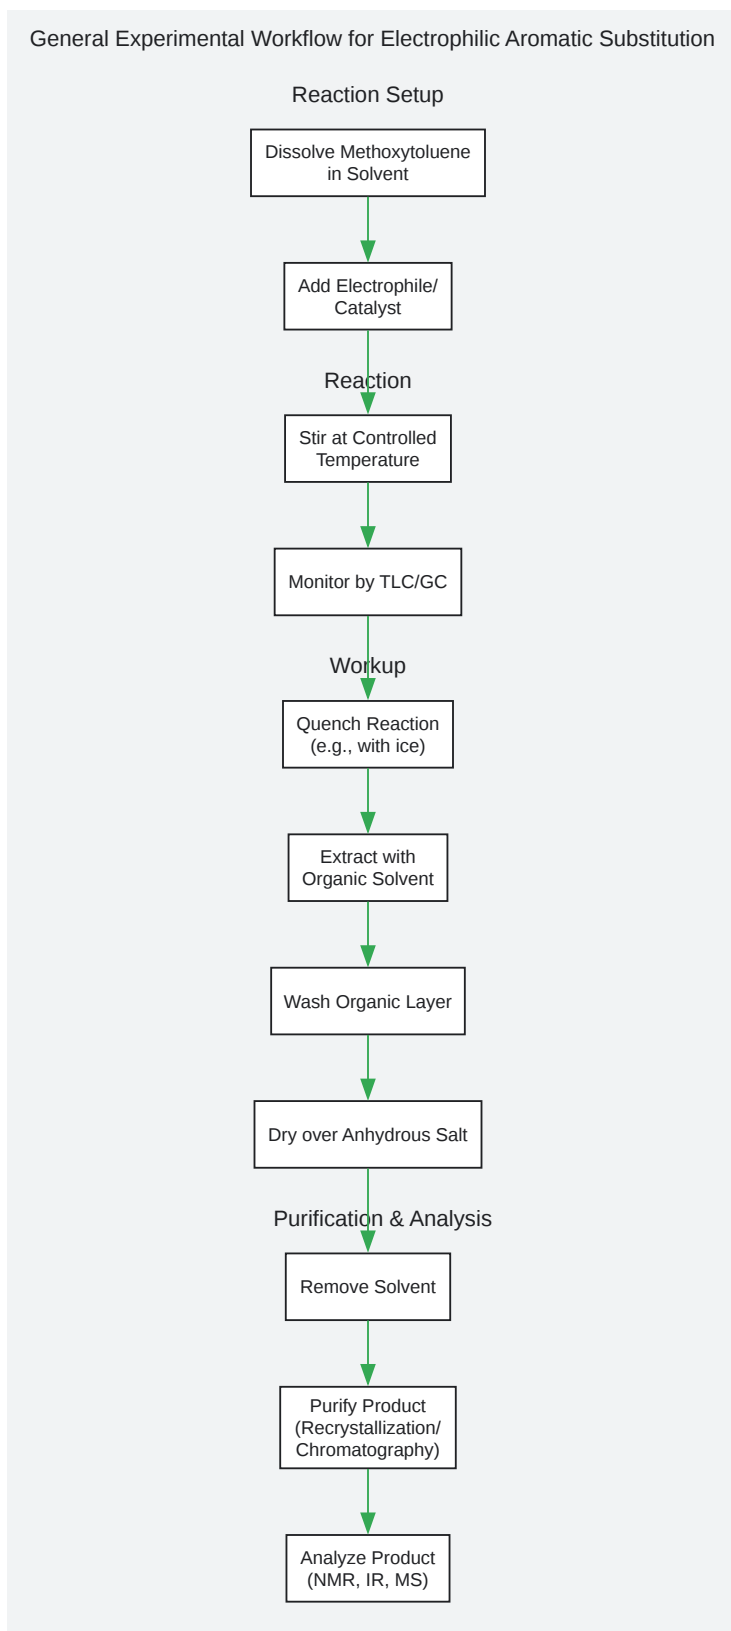 General Experimental Workflow for Electrophilic Aromatic Substitution
Reaction Setup
Dissolve Methoxytoluene
in Solvent
Add Electrophile/
Catalyst
Reaction
Stir at Controlled
Temperature
Monitor by TLC/GC
Workup
Quench Reaction
(e.g., with ice)
Extract with
Organic Solvent
Wash Organic Layer
Dry over Anhydrous Salt
Purification & Analysis
Remove Solvent
Purify Product
(Recrystallization/
Chromatography)
Analyze Product
(NMR, IR, MS)